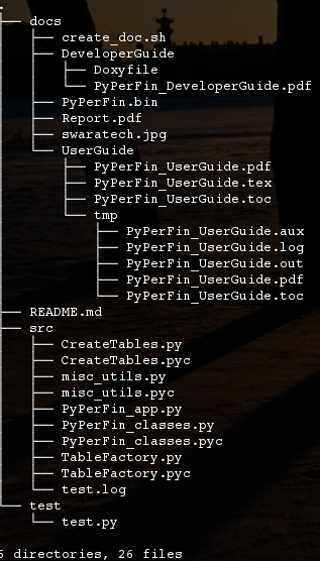 .
├── docs
│   ├── create_doc.sh
│   ├── DeveloperGuide
│   │   ├── Doxyfile
│   │   └── PyPerFin_DeveloperGuide.pdf
│   ├── PyPerFin.bin
│   ├── Report.pdf
│   ├── swaratech.jpg
│   └── UserGuide
│       ├── PyPerFin_UserGuide.pdf
│       ├── PyPerFin_UserGuide.tex
│       ├── PyPerFin_UserGuide.toc
│       └── tmp
│           ├── PyPerFin_UserGuide.aux
│           ├── PyPerFin_UserGuide.log
│           ├── PyPerFin_UserGuide.out
│           ├── PyPerFin_UserGuide.pdf
│           └── PyPerFin_UserGuide.toc
├── README.md
├── src
│   ├── CreateTables.py
│   ├── CreateTables.pyc
│   ├── misc_utils.py
│   ├── misc_utils.pyc
│   ├── PyPerFin_app.py
│   ├── PyPerFin_classes.py
│   ├── PyPerFin_classes.pyc
│   ├── TableFactory.py
│   ├── TableFactory.pyc
│   └── test.log
└── test
    └── test.py
directories, 26 files